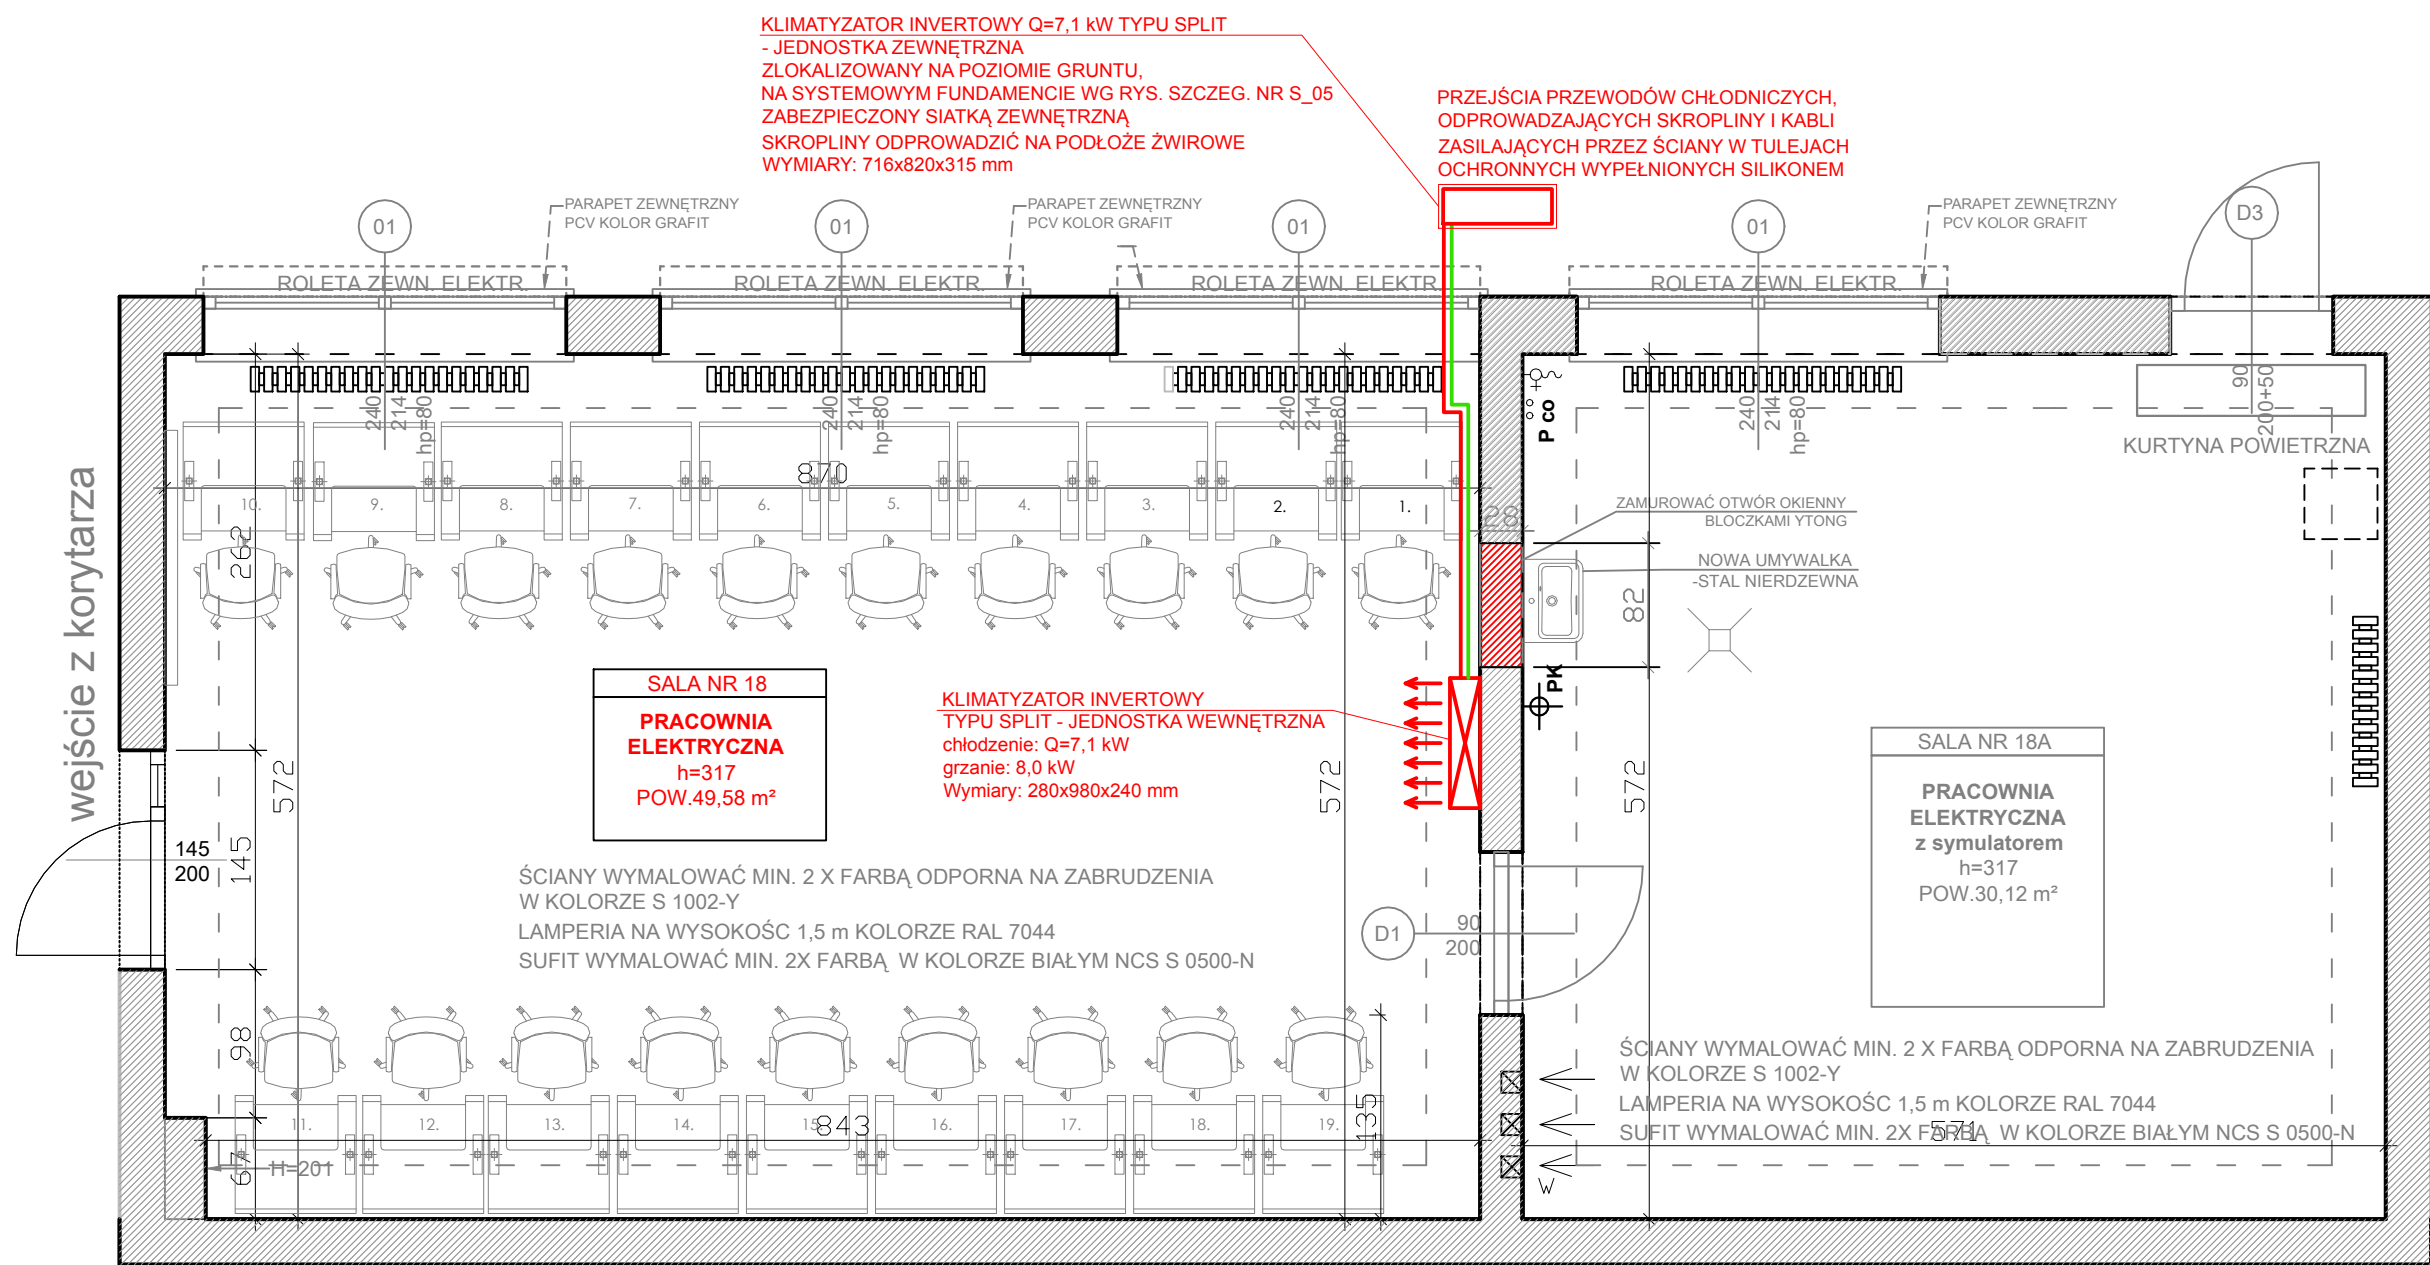 KLIMATYZATOR INVERTOWY Q=7,1 kW TYPU SPLIT
- JEDNOSTKA ZEWNĘTRZNA
ZLOKALIZOWANY NA POZIOMIE GRUNTU,
NA SYSTEMOWYM FUNDAMENCIE WG RYS. SZCZEG. NR S_05
ZABEZPIECZONY SIATKĄ ZEWNĘTRZNĄ
SKROPLINY ODPROWADZIĆ NA PODŁOŻE ŻWIROWE
WYMIARY: 716x820x315 mm
PRZEJŚCIA PRZEWODÓW CHŁODNICZYCH,
ODPROWADZAJĄCYCH SKROPLINY I KABLI
ZASILAJĄCYCH PRZEZ ŚCIANY W TULEJACH
OCHRONNYCH WYPEŁNIONYCH SILIKONEM
PARAPET ZEWNĘTRZNY
PCV KOLOR GRAFIT
PARAPET ZEWNĘTRZNY
PCV KOLOR GRAFIT
PARAPET ZEWNĘTRZNY
PCV KOLOR GRAFIT
01
01
01
01
D3
ROLETA ZEWN. ELEKTR.
ROLETA ZEWN. ELEKTR.
ROLETA ZEWN. ELEKTR.
ROLETA ZEWN. ELEKTR.
240
214
hp=80
240
214
hp=80
240
214
hp=80
240
214
hp=80
90
200+50
P co
KURTYNA POWIETRZNA
870
10.
9.
8.
7.
6.
5.
4.
3.
2.
1.
28
ZAMUROWAĆ OTWÓR OKIENNY
BLOCZKAMI YTONG
NOWA UMYWALKA
-STAL NIERDZEWNA
82
PK
wejście z korytarza
262
572
145
98
67
145
200
SALA NR 18
PRACOWNIA
ELEKTRYCZNA
h=317
POW.49,58 m²
KLIMATYZATOR INVERTOWY
TYPU SPLIT - JEDNOSTKA WEWNĘTRZNA
chłodzenie: Q=7,1 kW
grzanie: 8,0 kW
Wymiary: 280x980x240 mm
572
572
SALA NR 18A
PRACOWNIA
ELEKTRYCZNA
z symulatorem
h=317
POW.30,12 m²
ŚCIANY WYMALOWAĆ MIN. 2 X FARBĄ ODPORNA NA ZABRUDZENIA
W KOLORZE S 1002-Y
LAMPERIA NA WYSOKOŚC 1,5 m KOLORZE RAL 7044
SUFIT WYMALOWAĆ MIN. 2X FARBĄ W KOLORZE BIAŁYM NCS S 0500-N
D1
90
200
ŚCIANY WYMALOWAĆ MIN. 2 X FARBĄ ODPORNA NA ZABRUDZENIA
W KOLORZE S 1002-Y
LAMPERIA NA WYSOKOŚC 1,5 m KOLORZE RAL 7044
SUFIT WYMALOWAĆ MIN. 2X FARBĄ W KOLORZE BIAŁYM NCS S 0500-N
571
11.
12.
13.
14.
15.
843
16.
17.
18.
19.
135
H=201
W